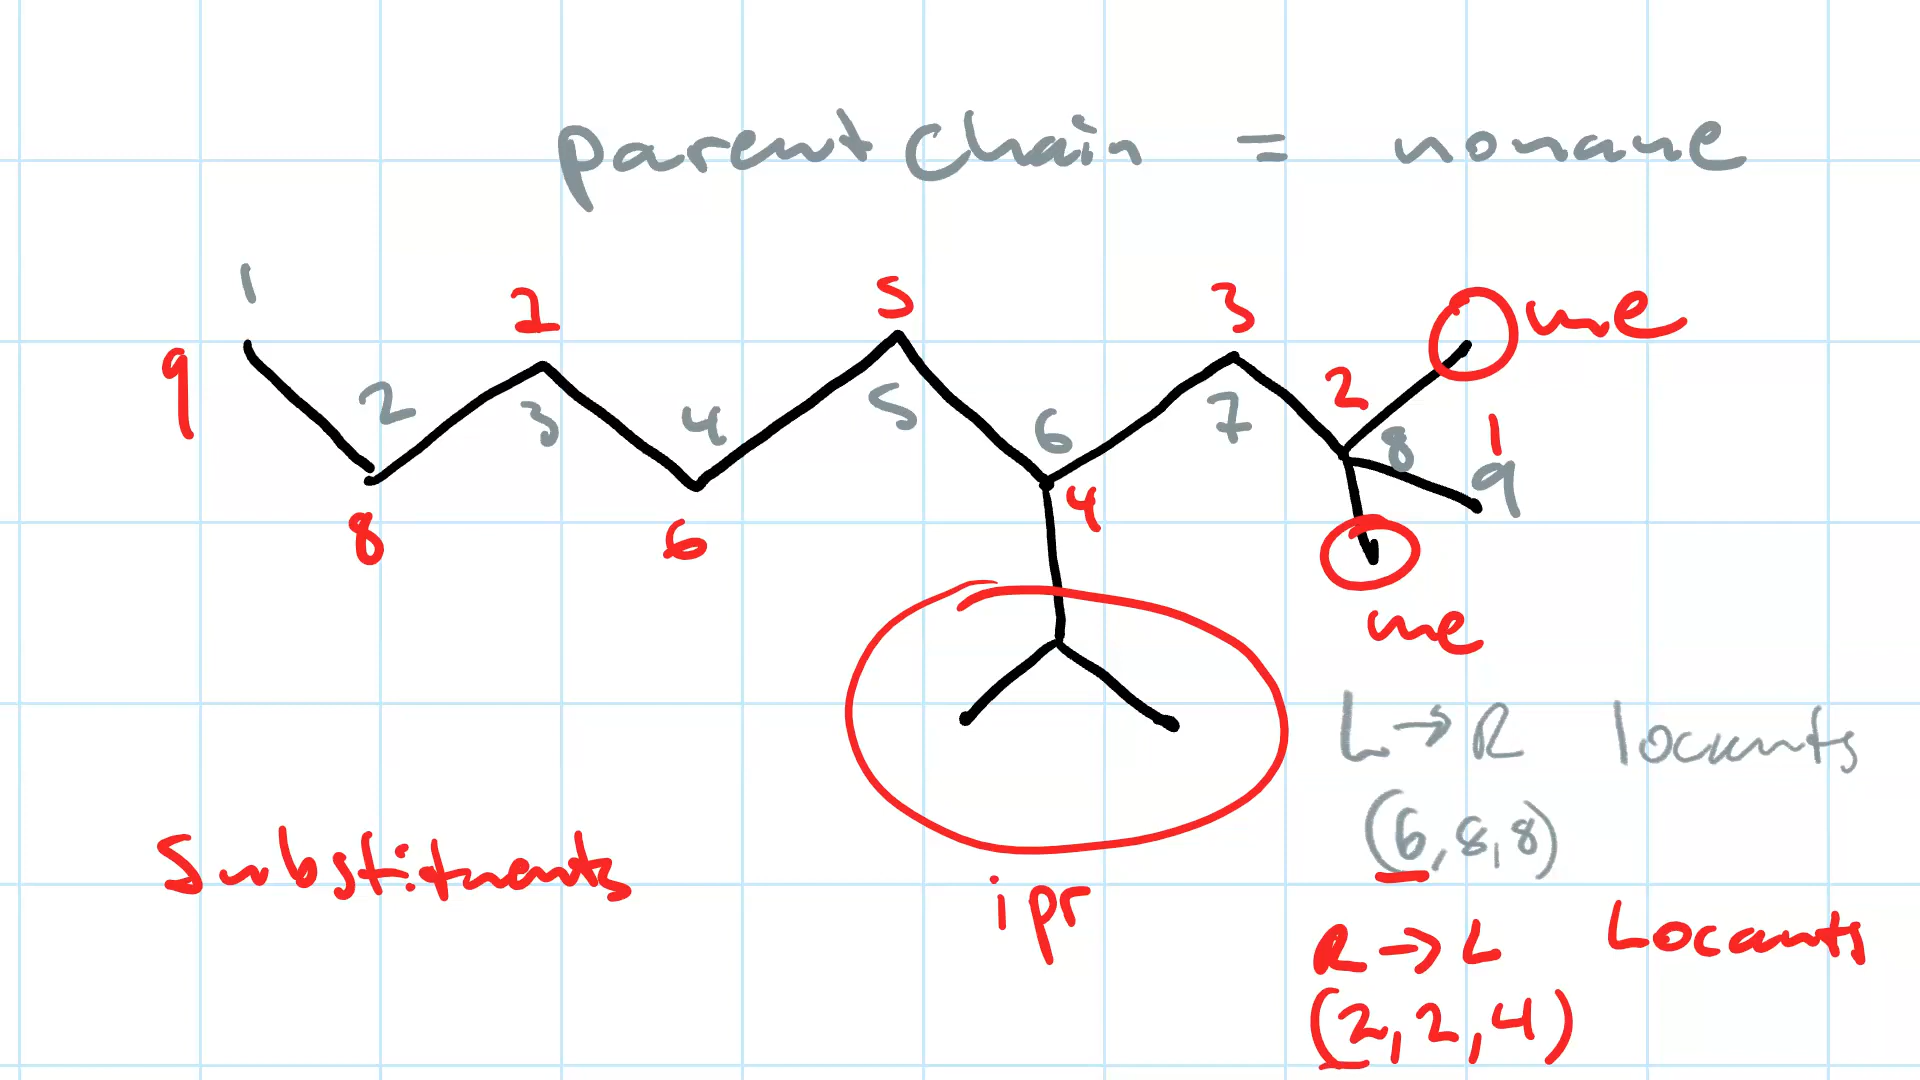 parent chain = nonane
1 2 5 3 me
9 2 3 4 5 6 7 2 8 1 9
8 6 4
me
L → R locants
(6,8,8)
Substituents
ipr
R → L Locants
(2,2,4)